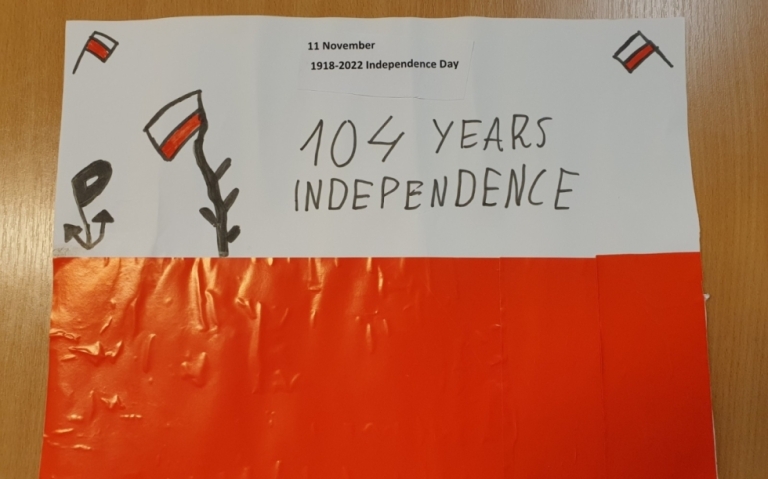 11 November
1918-2022 Independence Day
104 YEARS
INDEPENDENCE